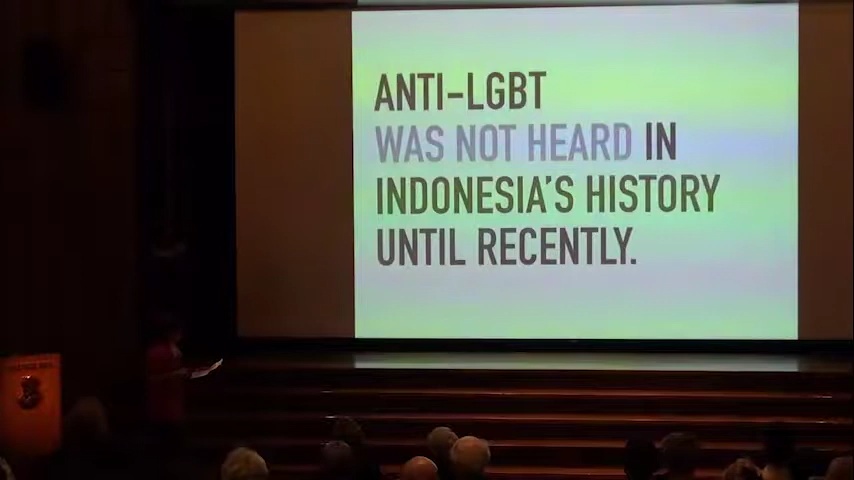 ANTI-LGBT
WAS NOT HEARD IN
INDONESIA'S HISTORY
UNTIL RECENTLY.